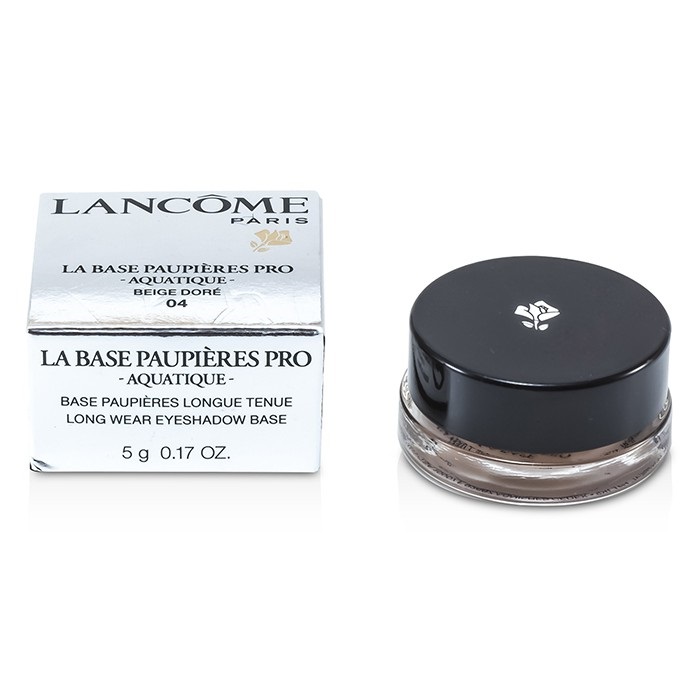 LANCÔME
PARIS
LA BASE PAUPIÈRES PRO
- AQUATIQUE -
BEIGE DORÉ
04
LA BASE PAUPIÈRES PRO
- AQUATIQUE -
BASE PAUPIÈRES LONGUE TENUE
LONG WEAR EYESHADOW BASE
5 g 0.17 OZ.